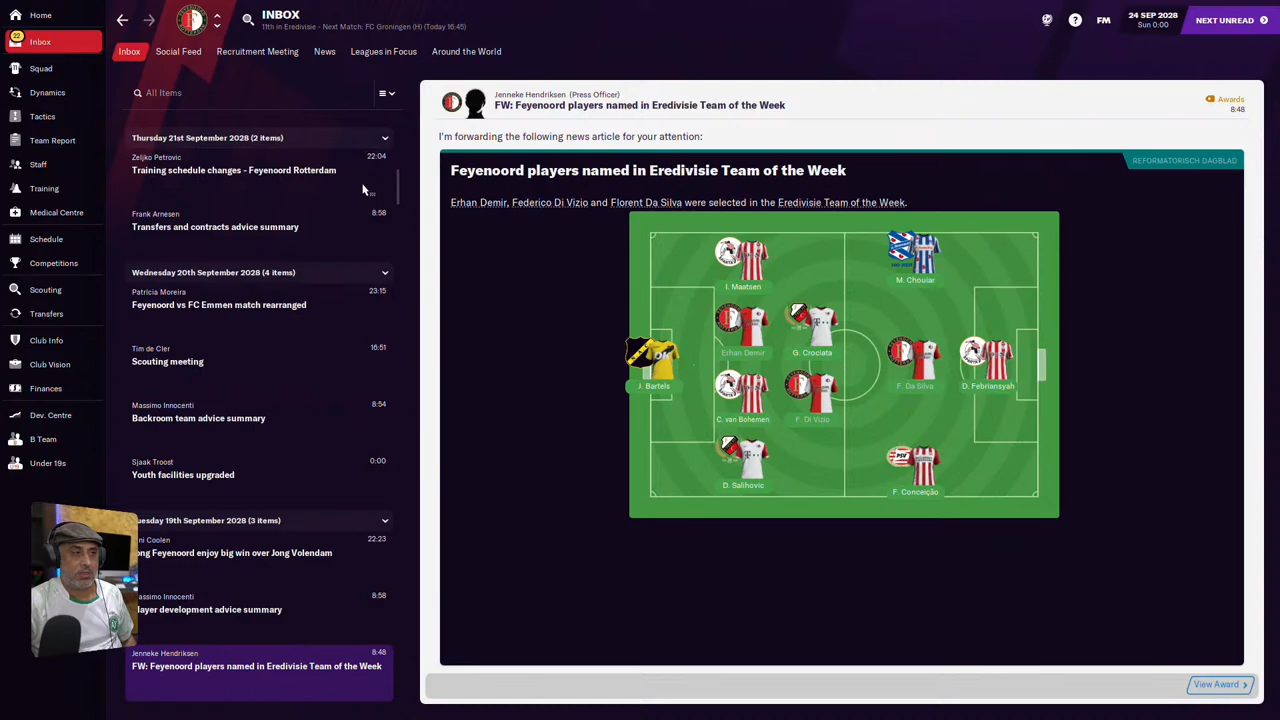 Home
22
Inbox
Squad
Dynamics
Tactics
Team Report
Staff
Training
Medical Centre
Schedule
Competitions
Scouting
Transfers
Club Info
Club Vision
Finances
Dev. Centre
B Team
Under 19s
INBOX
11th in Eredivisie - Next Match: FC Groningen (H) (Today 16:45)
FM
24 SEP 2028
Sun 0:00
NEXT UNREAD
Inbox
Social Feed
Recruitment Meeting
News
Leagues in Focus
Around the World
All Items
Thursday 21st September 2028 (2 items)
Zeljko Petrovic
22:04
Training schedule changes - Feyenoord Rotterdam
Frank Arnesen
8:58
Transfers and contracts advice summary
Wednesday 20th September 2028 (4 items)
Patrícia Moreira
23:15
Feyenoord vs FC Emmen match rearranged
Tim de Cler
16:51
Scouting meeting
Massimo Innocenti
8:54
Backroom team advice summary
Sjaak Troost
0:00
Youth facilities upgraded
uesday 19th September 2028 (3 items)
ni Coolen
22:23
ong Feyenoord enjoy big win over Jong Volendam
assimo Innocenti
8:58
layer development advice summary
Jenneke Hendriksen
8:48
FW: Feyenoord players named in Eredivisie Team of the Week
Jenneke Hendriksen (Press Officer)
FW: Feyenoord players named in Eredivisie Team of the Week
Awards
8:48
I'm forwarding the following news article for your attention:
REFORMATORISCH DAGBLAD
Feyenoord players named in Eredivisie Team of the Week
Erhan Demir, Federico Di Vizio and Florent Da Silva were selected in the Eredivisie Team of the Week.
I. Maatsen
M. Chouiar
Erhan Demir
G. Crociata
J. Bartels
F. Da Silva
D. Febriansyah
C. van Bohemen
F. Di Vizio
D. Salihovic
F. Conceição
View Award